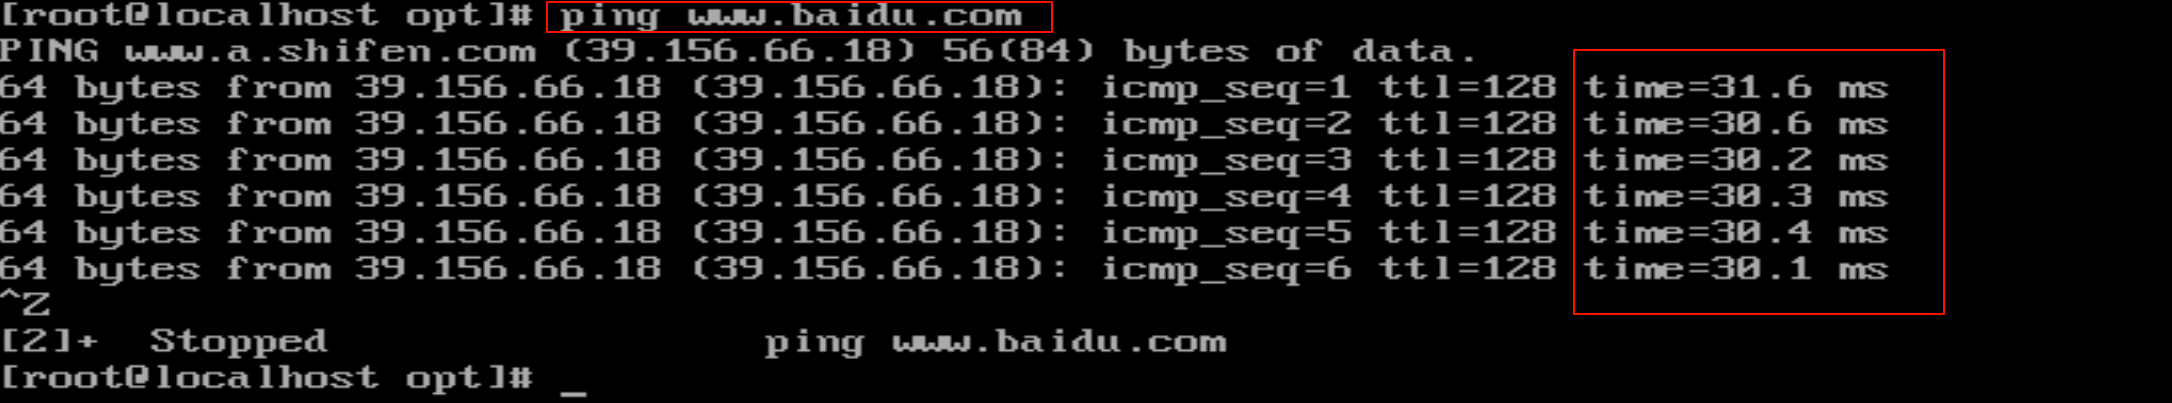 [root@localhost opt]# ping www.baidu.com
PING www.a.shifen.com (39.156.66.18) 56(84) bytes of data.
64 bytes from 39.156.66.18 (39.156.66.18): icmp_seq=1 ttl=128 time=31.6 ms
64 bytes from 39.156.66.18 (39.156.66.18): icmp_seq=2 ttl=128 time=30.6 ms
64 bytes from 39.156.66.18 (39.156.66.18): icmp_seq=3 ttl=128 time=30.2 ms
64 bytes from 39.156.66.18 (39.156.66.18): icmp_seq=4 ttl=128 time=30.3 ms
64 bytes from 39.156.66.18 (39.156.66.18): icmp_seq=5 ttl=128 time=30.4 ms
64 bytes from 39.156.66.18 (39.156.66.18): icmp_seq=6 ttl=128 time=30.1 ms
^Z
[2]+  Stopped                 ping www.baidu.com
[root@localhost opt]# _